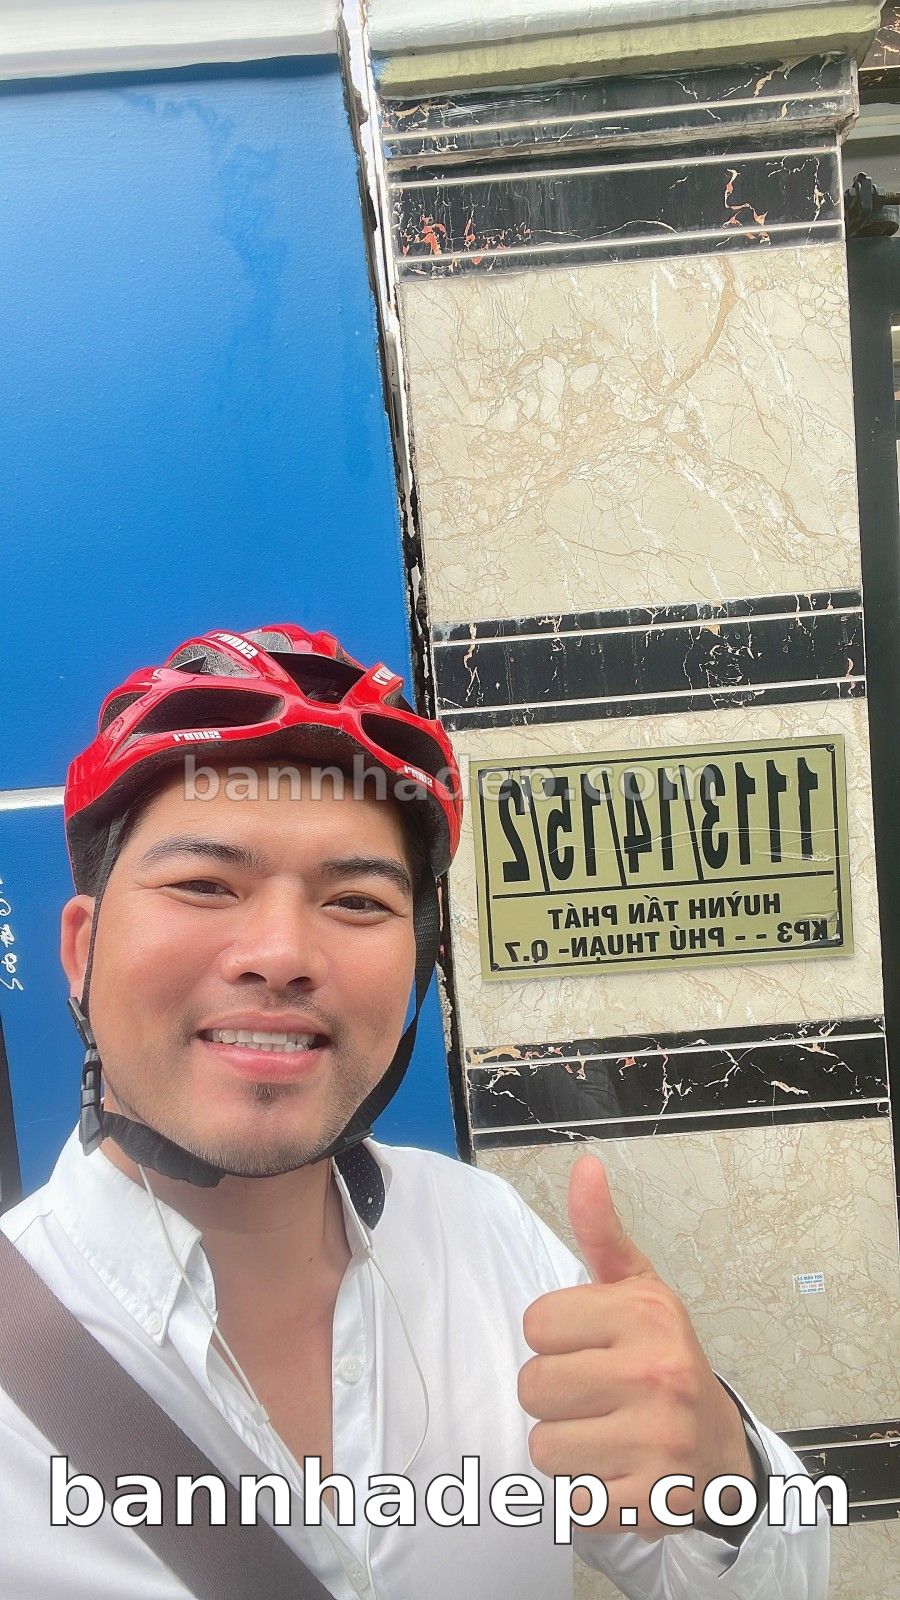 bannhadep.com
1113/14/15/2
HUỲNH TẤN PHÁT
KP3 - - PHÚ THUẬN - Q.7
bannhadep.com